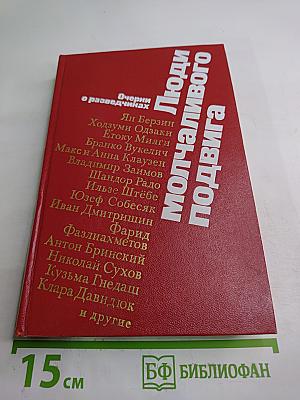 Очерки
о разведчиках
Люди
молчаливого
подвига
Ян Берзин
Ходзуми Одзаки
Ётоку Мияги
Бранко Вукелич
Макс и Анна Клаузен
Владимир Заимов
Шандор Радо
Ильзе Штёбе
Юзеф Собесяк
Иван Дмитришин
Фарид
Фазлиахметов
Антон Бринский
Николай Сухов
Кузьма Гнедаш
Клара Давидюк
и другие
15 см
БФ БИБЛИОФАН